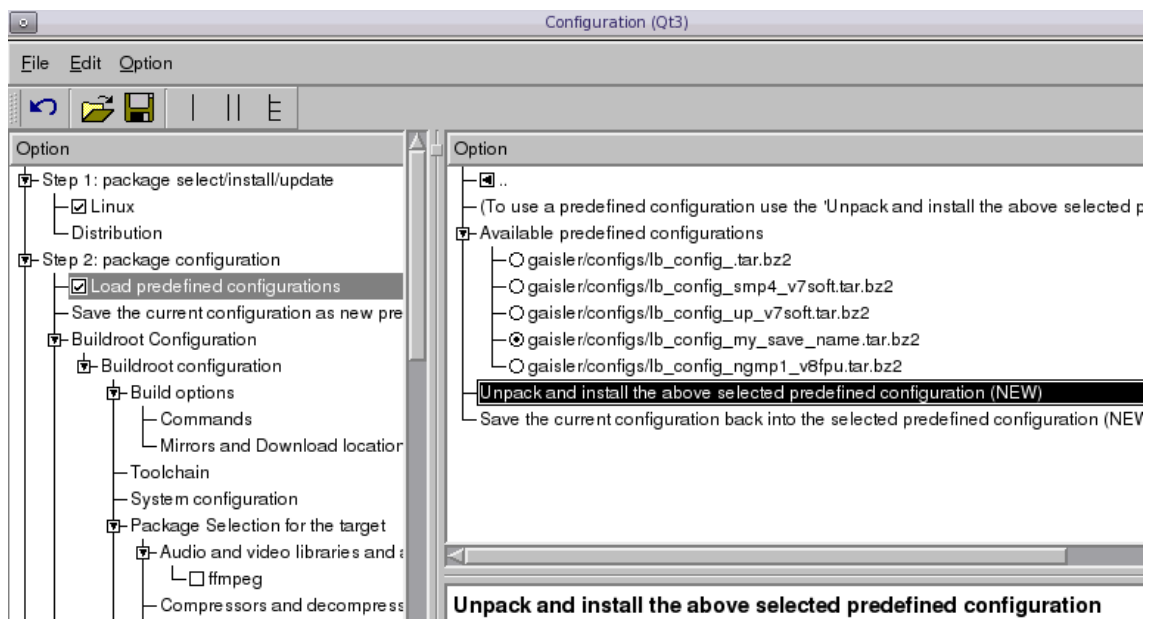 Configuration (Qt3)
File Edit Option
Option
Step 1: package select/install/update
Linux
Distribution
Step 2: package configuration
Load predefined configurations
Save the current configuration as new pre
Buildroot Configuration
Buildroot configuration
Build options
Commands
Mirrors and Download location
Toolchain
System configuration
Package Selection for the target
Audio and video libraries and a
ffmpeg
Compressors and decompress
Option
..
(To use a predefined configuration use the 'Unpack and install the above selected p
Available predefined configurations
gaisler/configs/lb_config_.tar.bz2
gaisler/configs/lb_config_smp4_v7soft.tar.bz2
gaisler/configs/lb_config_up_v7soft.tar.bz2
gaisler/configs/lb_config_my_save_name.tar.bz2
gaisler/configs/lb_config_ngmp1_v8fpu.tar.bz2
Unpack and install the above selected predefined configuration (NEW)
Save the current configuration back into the selected predefined configuration (NEW
Unpack and install the above selected predefined configuration